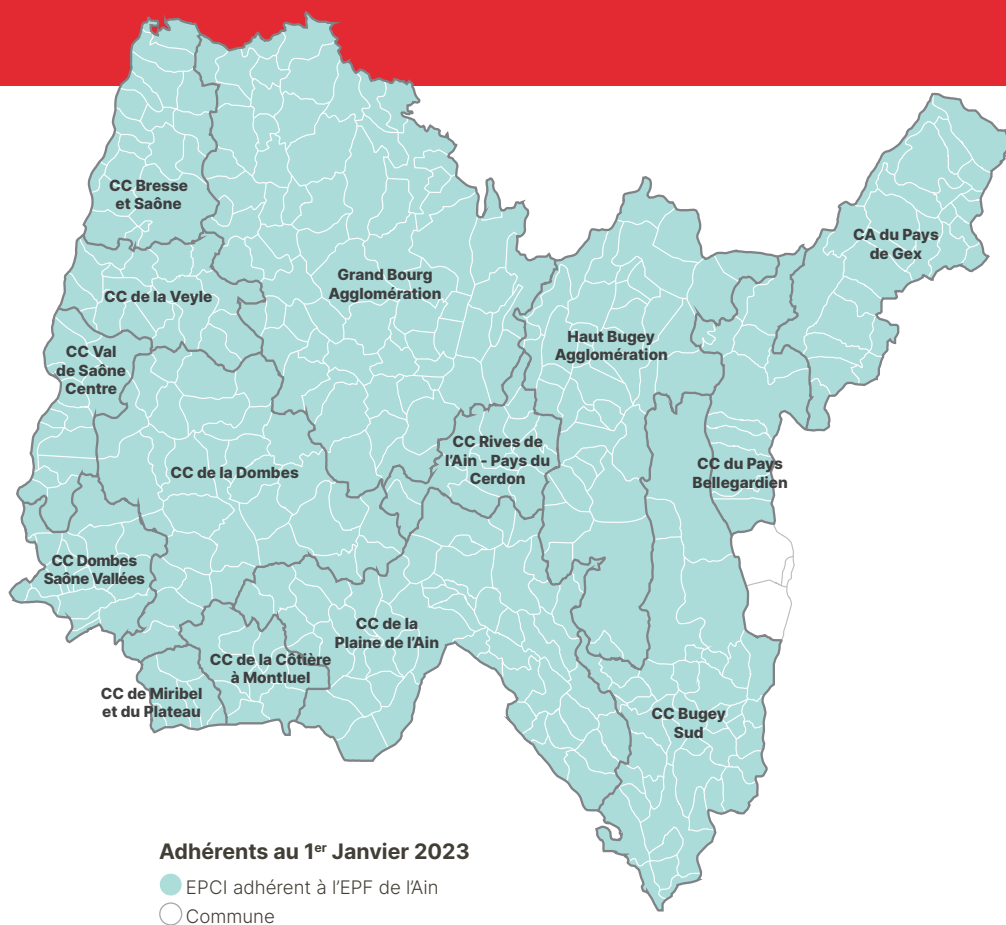 CC Bresse
et Saône
CA du Pays
de Gex
Grand Bourg
Agglomération
CC de la Veyle
Haut Bugey
Agglomération
CC Val
de Saône
Centre
CC Rives de
l'Ain - Pays du
Cerdon
CC de la Dombes
CC du Pays
Bellegardien
CC Dombes
Saône Vallées
CC de la
Plaine de l'Ain
CC de la Côtière
à Montluel
CC de Miribel
et du Plateau
CC Bugey
Sud
Adhérents au 1er Janvier 2023
EPCI adhérent à l'EPF de l'Ain
Commune